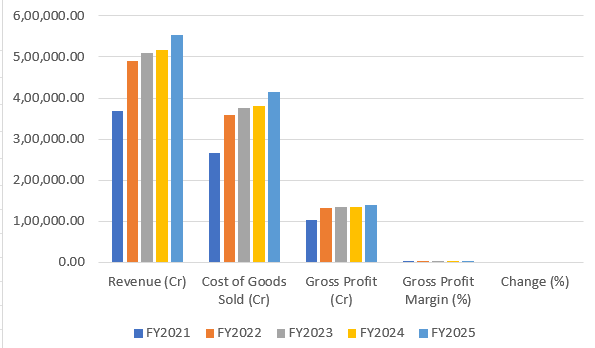 6,00,000.00
5,00,000.00
4,00,000.00
3,00,000.00
2,00,000.00
1,00,000.00
0.00
Revenue (Cr) Cost of Goods Gross Profit Gross Profit Change (%)
Sold (Cr) (Cr) Margin (%)
FY2021 FY2022 FY2023 FY2024 FY2025